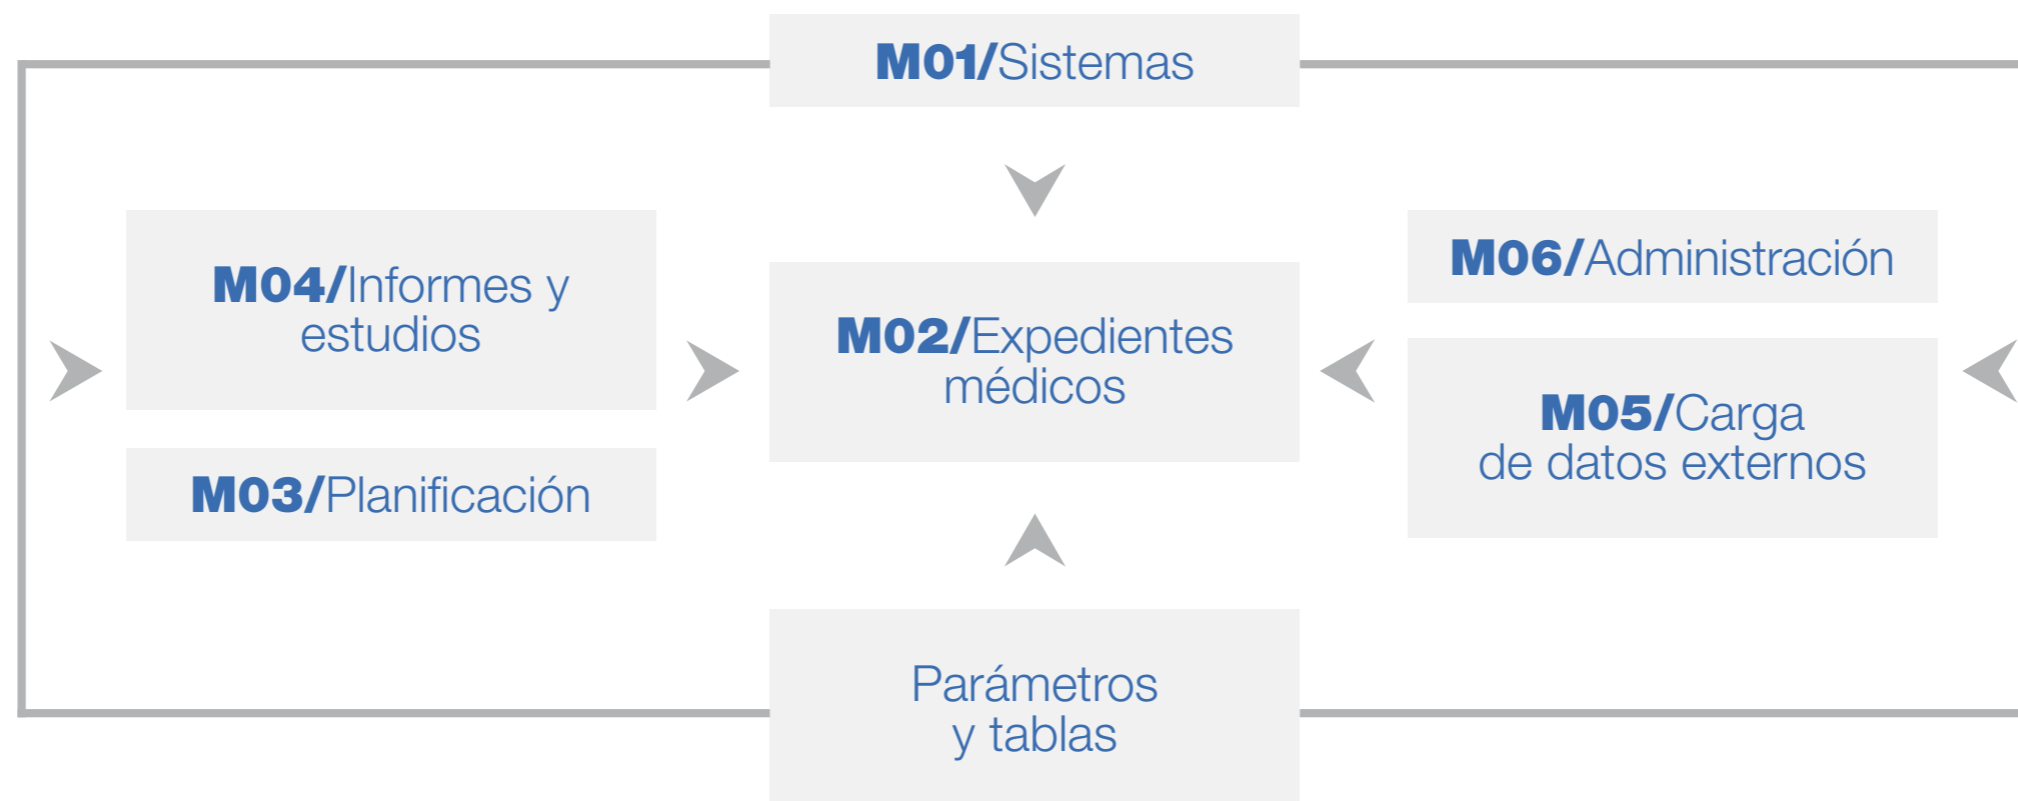 M01/Sistemas
M04/Informes y
estudios
M03/Planificación
M02/Expedientes
médicos
M06/Administración
M05/Carga
de datos externos
Parámetros
y tablas